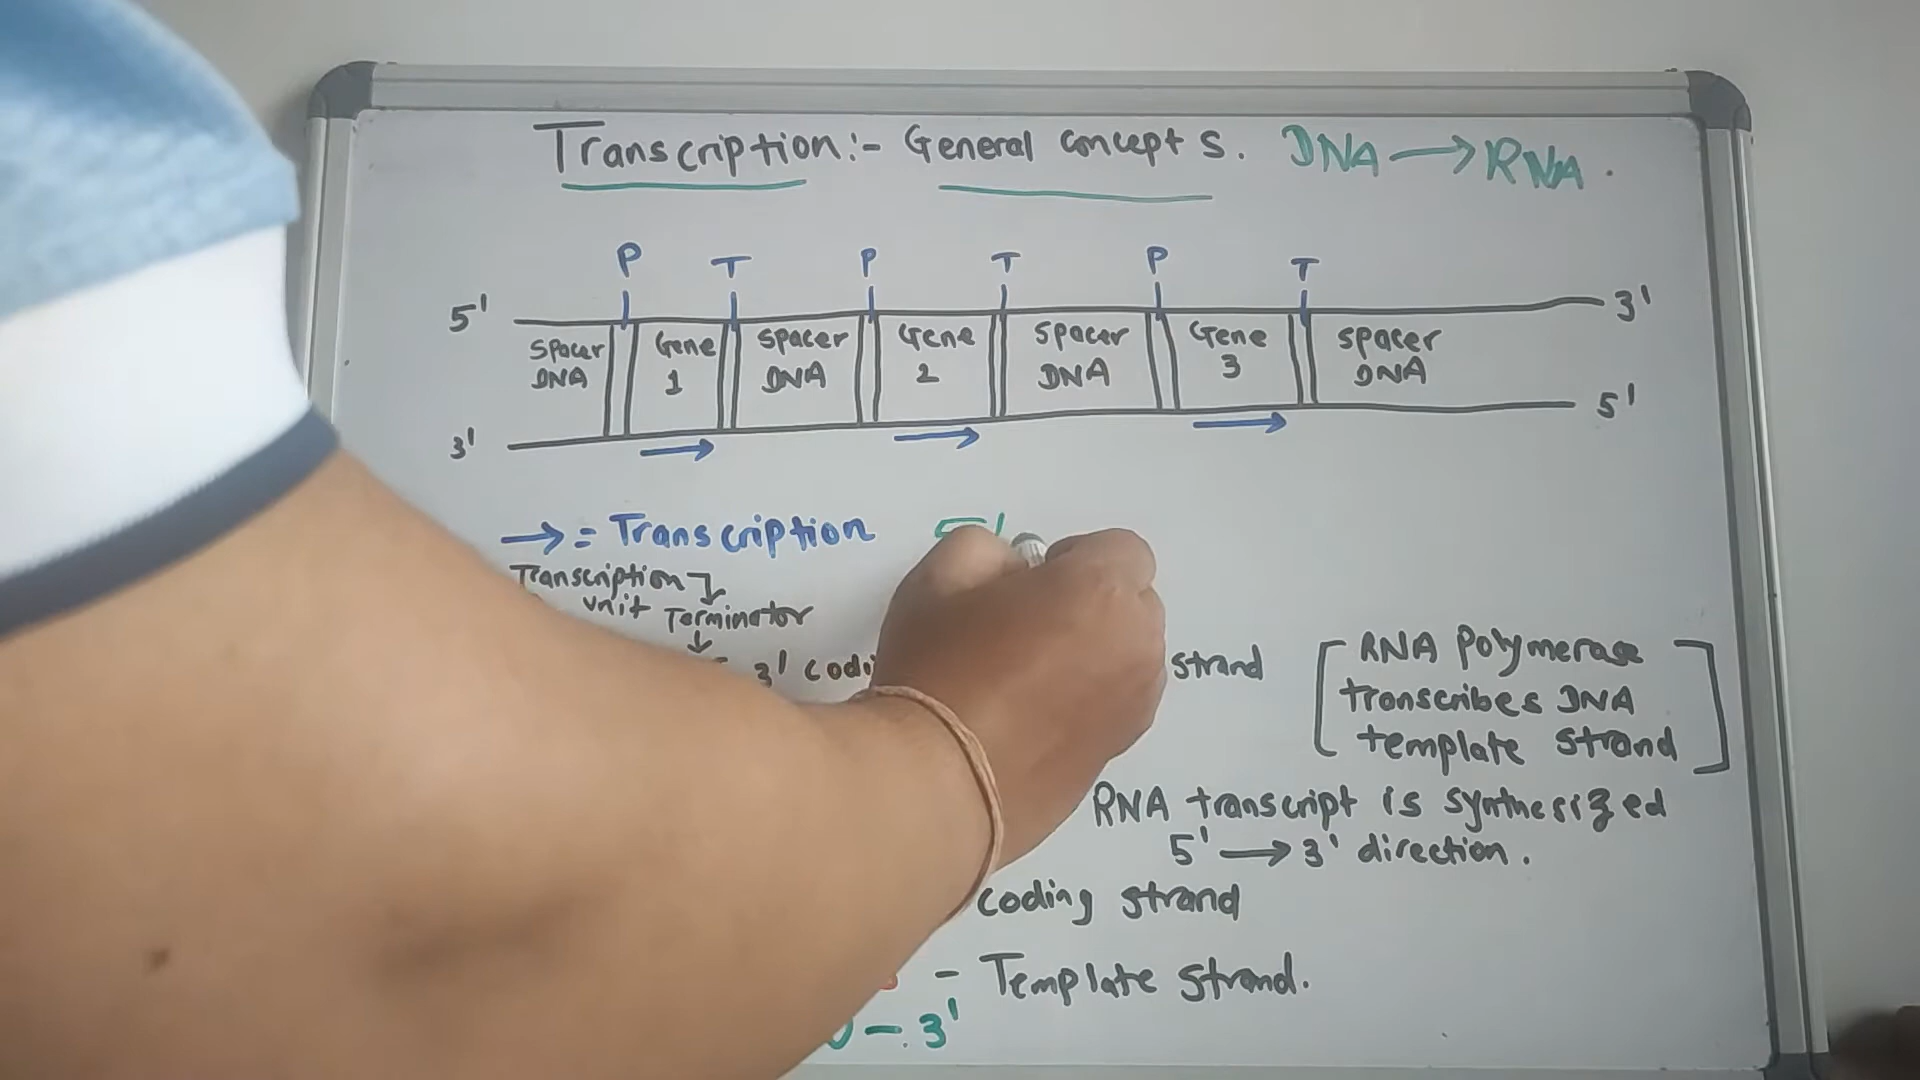 Transcription:- General concepts. DNA → RNA.
P T P T P T
5' 3'
Spacer DNA
Gene 1
Spacer DNA
Gene 2
Spacer DNA
Gene 3
Spacer DNA
3' 5'
→ = Transcription 5'
Transcription
unit Terminator
3' strand
[RNA Polymerase
transcribes DNA
template strand]
RNA transcript is synthesized
5' → 3' direction.
coding strand
- Template strand.
- 3'